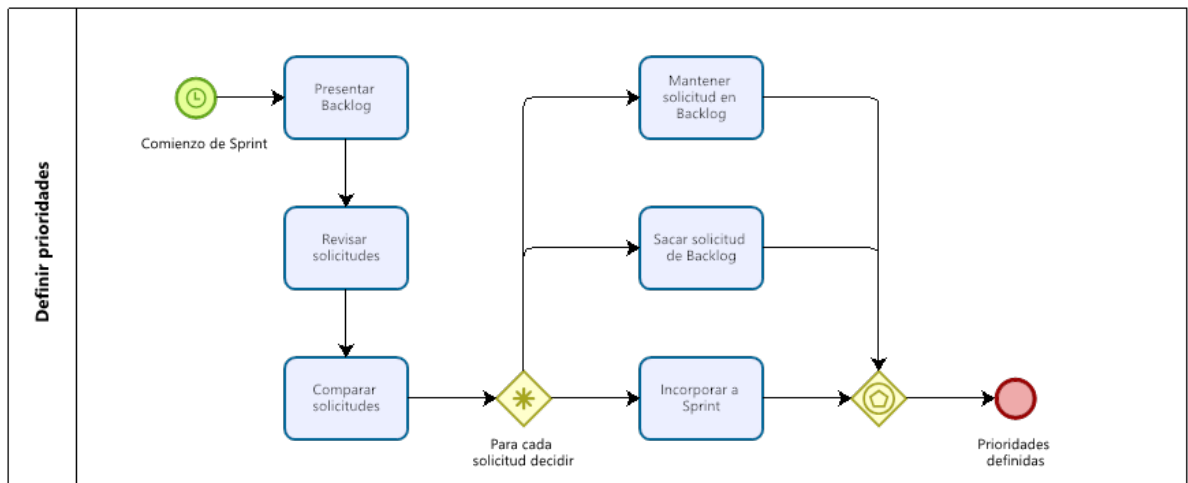 Definir prioridades
Comienzo de Sprint
Presentar
Backlog
Revisar
solicitudes
Comparar
solicitudes
Para cada
solicitud decidir
Mantener
solicitud en
Backlog
Sacar solicitud
de Backlog
Incorporar a
Sprint
Prioridades
definidas